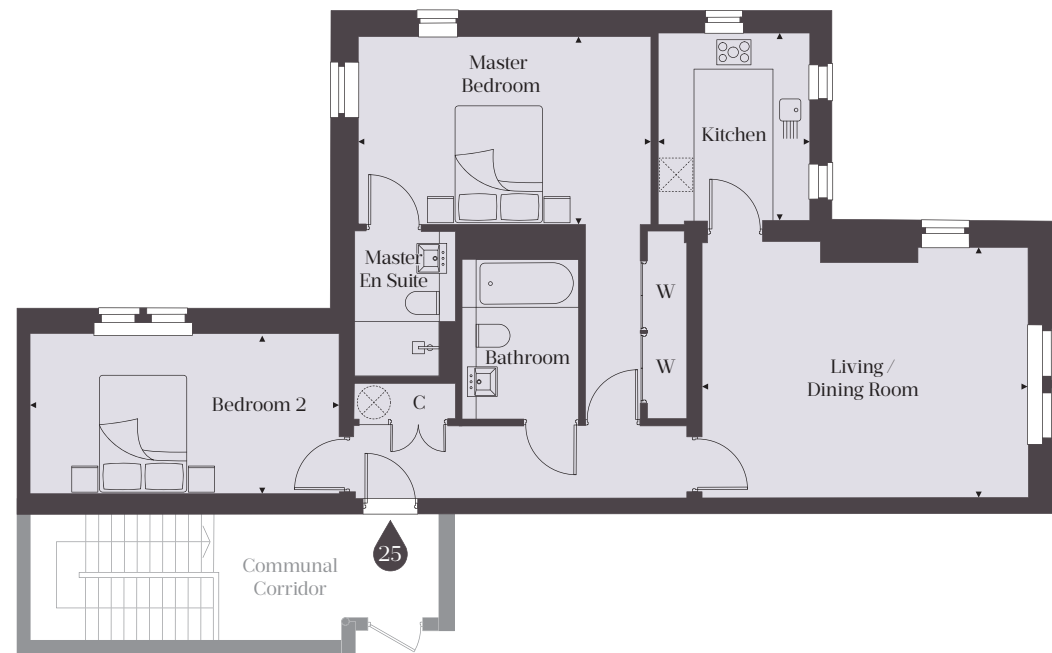 Master
Bedroom
Kitchen
Master
En Suite
W
Bathroom
W
Living /
Dining Room
Bedroom 2
C
25
Communal
Corridor